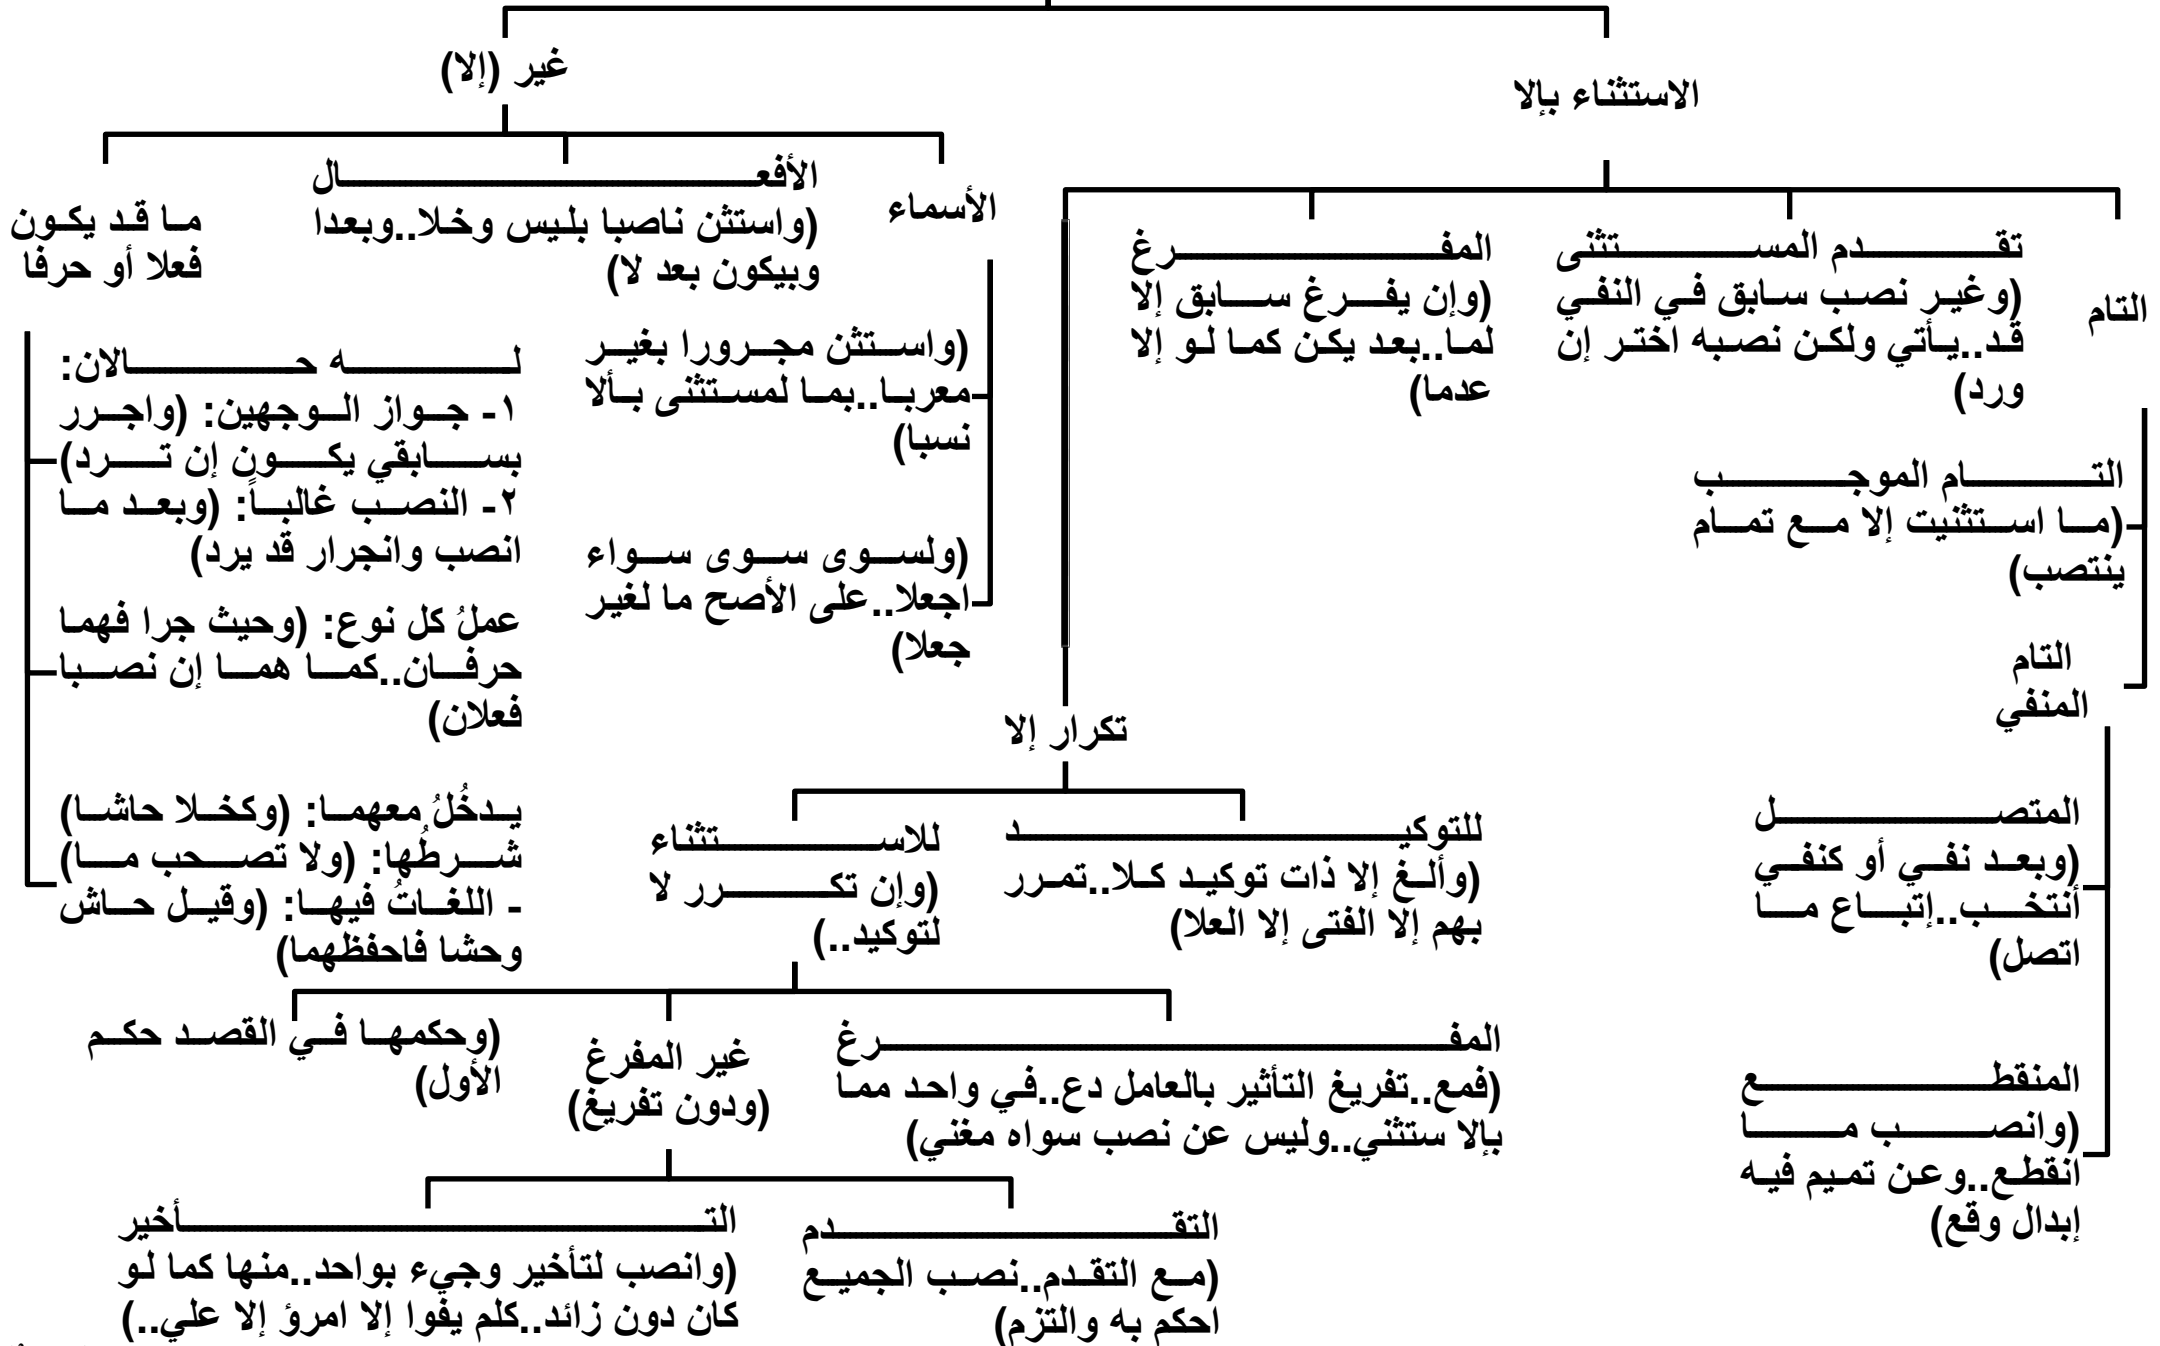 الاستثناء بإلا
غير (إلا)
التام
تقدم المستثنى
(وغير نصب سابق في النفي
قد..يأتي ولكن نصبه اختر إن
ورد)
المفرغ
(وإن يفرغ سابق إلا
لما..بعد يكن كما لو إلا
عدما)
الأسماء
الأفعال
(واستثن ناصبا بليس وخلا..وبعدا
وبيكون بعد لا)
ما قد يكون
فعلا أو حرفا
التام الموجب
(ما استثنيت إلا مع تمام
ينتصب)
التام
المنفي
المتصل
(وبعد نفي أو كنفي
أنتخب..إتباع ما
اتصل)
المنقطع
(وانصب ما
انقطع..وعن تميم فيه
إبدال وقع)
(واستثن مجرورا بغير
معربا..بما لمستثنى بألا
نسبا)
(ولسوى سوى سواء
اجعلا..على الأصح ما لغير
جعلا)
له حالان:
١- جواز الوجهين: (واجرر
بسابقي يكون إن ترد)
٢- النصب غالباً: (وبعد ما
انصب وانجرار قد يرد)
عملُ كل نوع: (وحيث جرا فهما
حرفان..كما هما إن نصبا
فعلان)
يدخُلُ معهما: (وكخلا حاشا)
شرطُها: (ولا تصحب ما)
- اللغاتُ فيها: (وقيل حاش
وحشا فاحفظهما)
تكرار إلا
للتوكيد
(وألغ إلا ذات توكيد كلا..تمرر
بهم إلا الفتى إلا العلا)
للاستثناء
(وإن تكرر لا
لتوكيد..)
المفرغ
(فمع..تفريغ التأثير بالعامل دع..في واحد مما
بإلا ستثني..وليس عن نصب سواه مغني)
غير المفرغ
(ودون تفريغ)
(وحكمها في القصد حكم
الأول)
التقدم
(مع التقدم..نصب الجميع
احكم به والتزم)
التأخير
(وانصب لتأخير وجيء بواحد..منها كما لو
كان دون زائد..كلم يفوا إلا امرؤ إلا علي..)